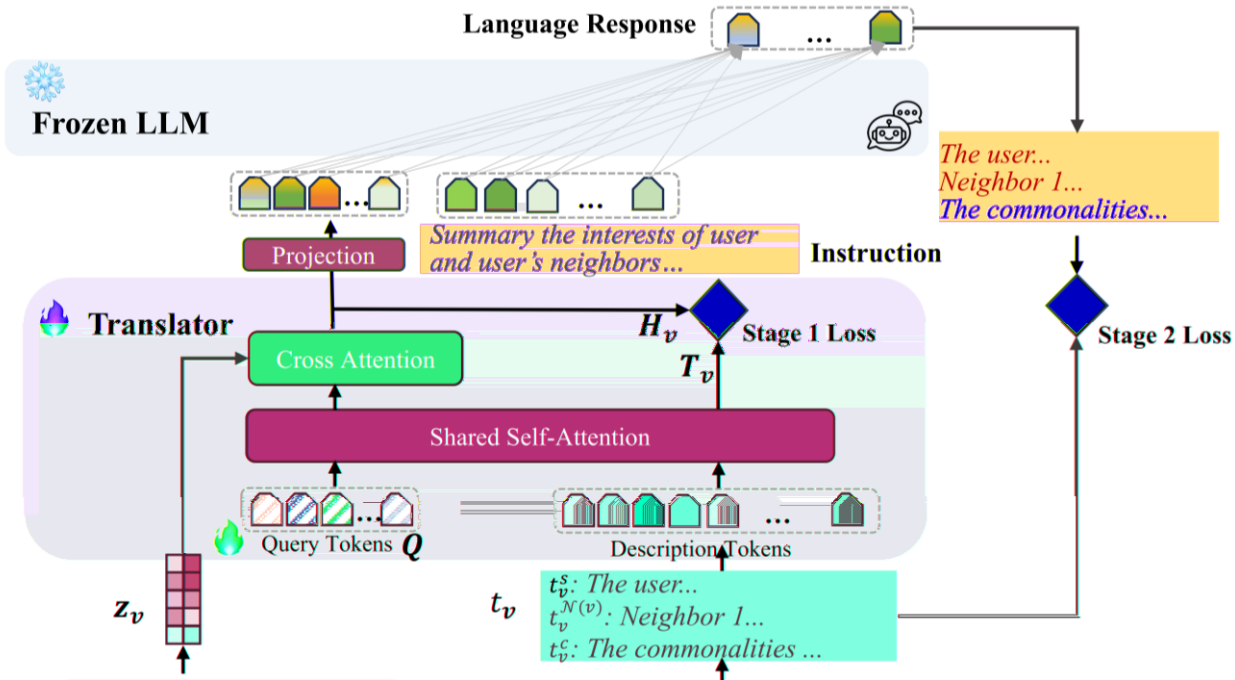 Language Response
Frozen LLM
The user...
Neighbor 1...
The commonalities...
...
...
Projection
Summary the interests of user
and user's neighbors...
Instruction
Translator
H_v
Stage 1 Loss
Stage 2 Loss
Cross Attention
T_v
Shared Self-Attention
...
...
Query Tokens Q
Description Tokens
z_v
t_v
t_v^s: The user...
t_v^{N(v)}: Neighbor 1...
t_v^c: The commonalities ...